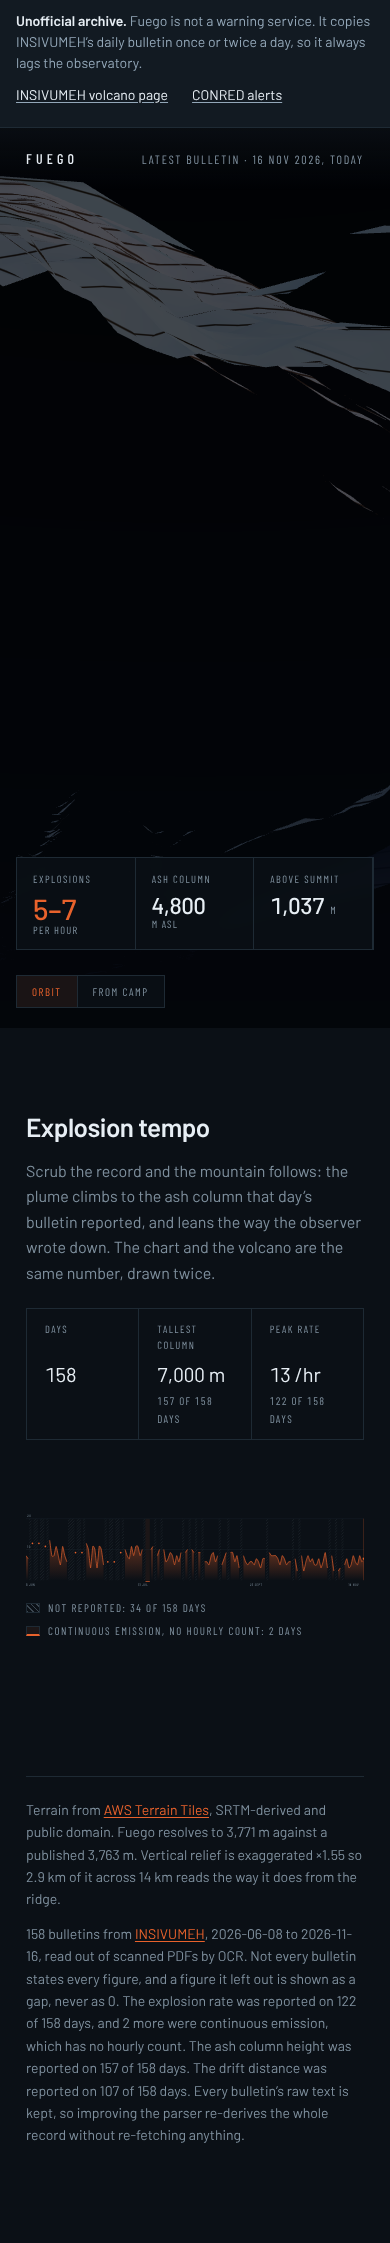 Unofficial archive. Fuego is not a warning service. It copies
INSIVUMEH's daily bulletin once or twice a day, so it always
lags the observatory.
INSIVUMEH volcano page CONRED alerts
FUEGO LATEST BULLETIN · 16 NOV 2026, TODAY
EXPLOSIONS ASH COLUMN ABOVE SUMMIT
5–7 4,800 1,037 M
PER HOUR M ASL
ORBIT FROM CAMP
Explosion tempo
Scrub the record and the mountain follows: the
plume climbs to the ash column that day's
bulletin reported, and leans the way the observer
wrote down. The chart and the volcano are the
same number, drawn twice.
DAYS TALLEST COLUMN PEAK RATE
158 7,000 m 13 /hr
157 OF 158 DAYS 122 OF 158 DAYS
NOT REPORTED: 34 OF 158 DAYS
CONTINUOUS EMISSION, NO HOURLY COUNT: 2 DAYS
Terrain from AWS Terrain Tiles, SRTM-derived and
public domain. Fuego resolves to 3,771 m against a
published 3,763 m. Vertical relief is exaggerated ×1.55 so
2.9 km of it across 14 km reads the way it does from the
ridge.
158 bulletins from INSIVUMEH, 2026-06-08 to 2026-11-
16, read out of scanned PDFs by OCR. Not every bulletin
states every figure, and a figure it left out is shown as a
gap, never as 0. The explosion rate was reported on 122
of 158 days, and 2 more were continuous emission,
which has no hourly count. The ash column height was
reported on 157 of 158 days. The drift distance was
reported on 107 of 158 days. Every bulletin's raw text is
kept, so improving the parser re-derives the whole
record without re-fetching anything.